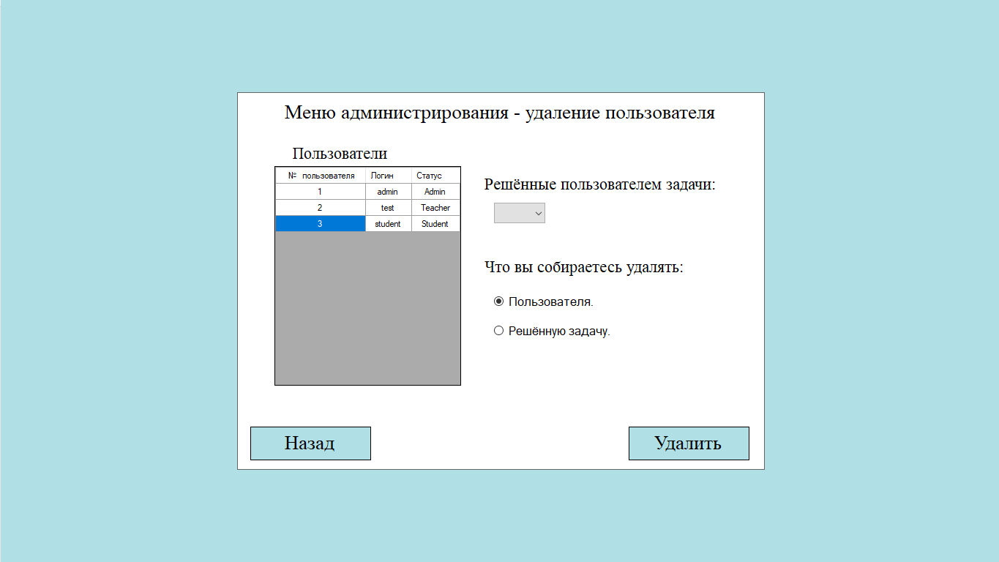 Меню администрирования - удаление пользователя
Пользователи
№ пользователя Логин Статус
1 admin Admin
2 test Teacher
3 student Student
Решённые пользователем задачи:
Что вы собираетесь удалять:
Пользователя.
Решённую задачу.
Назад
Удалить